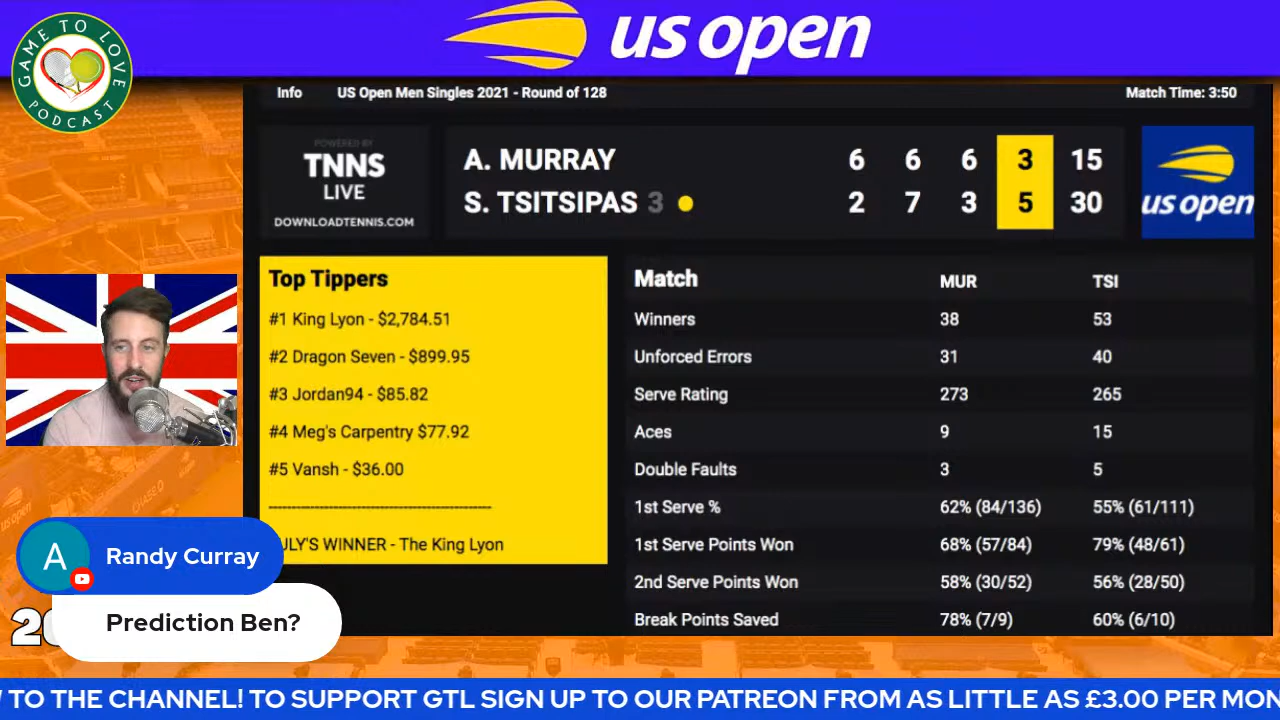 GAME TO LOVE
PODCAST
us open
Info US Open Men Singles 2021 - Round of 128 Match Time: 3:50
POWERED BY
TNNS
LIVE
DOWNLOADTENNIS.COM
A. MURRAY 6 6 6 3 15
S. TSITSIPAS 3 2 7 3 5 30
us open
Top Tippers
#1 King Lyon - $2,784.51
#2 Dragon Seven - $899.95
#3 Jordan94 - $85.82
#4 Meg's Carpentry $77.92
#5 Vansh - $36.00
ULY'S WINNER - The King Lyon
Match MUR TSI
Winners 38 53
Unforced Errors 31 40
Serve Rating 273 265
Aces 9 15
Double Faults 3 5
1st Serve % 62% (84/136) 55% (61/111)
1st Serve Points Won 68% (57/84) 79% (48/61)
2nd Serve Points Won 58% (30/52) 56% (28/50)
Break Points Saved 78% (7/9) 60% (6/10)
CHASE
us open
A Randy Curray
Prediction Ben?
TO THE CHANNEL! TO SUPPORT GTL SIGN UP TO OUR PATREON FROM AS LITTLE AS £3.00 PER MON